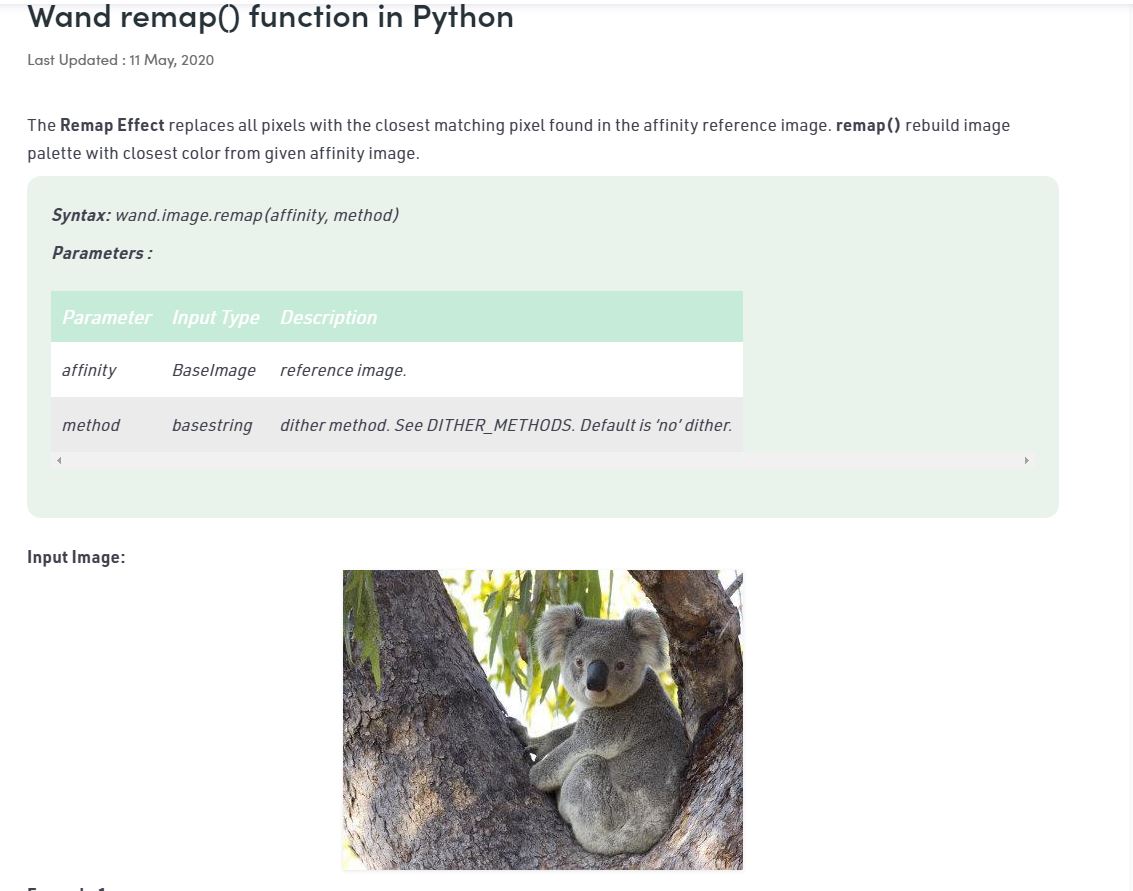 Wand remap() function in Python
Last Updated : 11 May, 2020
The Remap Effect replaces all pixels with the closest matching pixel found in the affinity reference image. remap() rebuild image
palette with closest color from given affinity image.
Syntax: wand.image.remap(affinity, method)
Parameters :
Parameter Input Type Description
affinity BaseImage reference image.
method basestring dither method. See DITHER_METHODS. Default is ‘no’ dither.
Input Image: